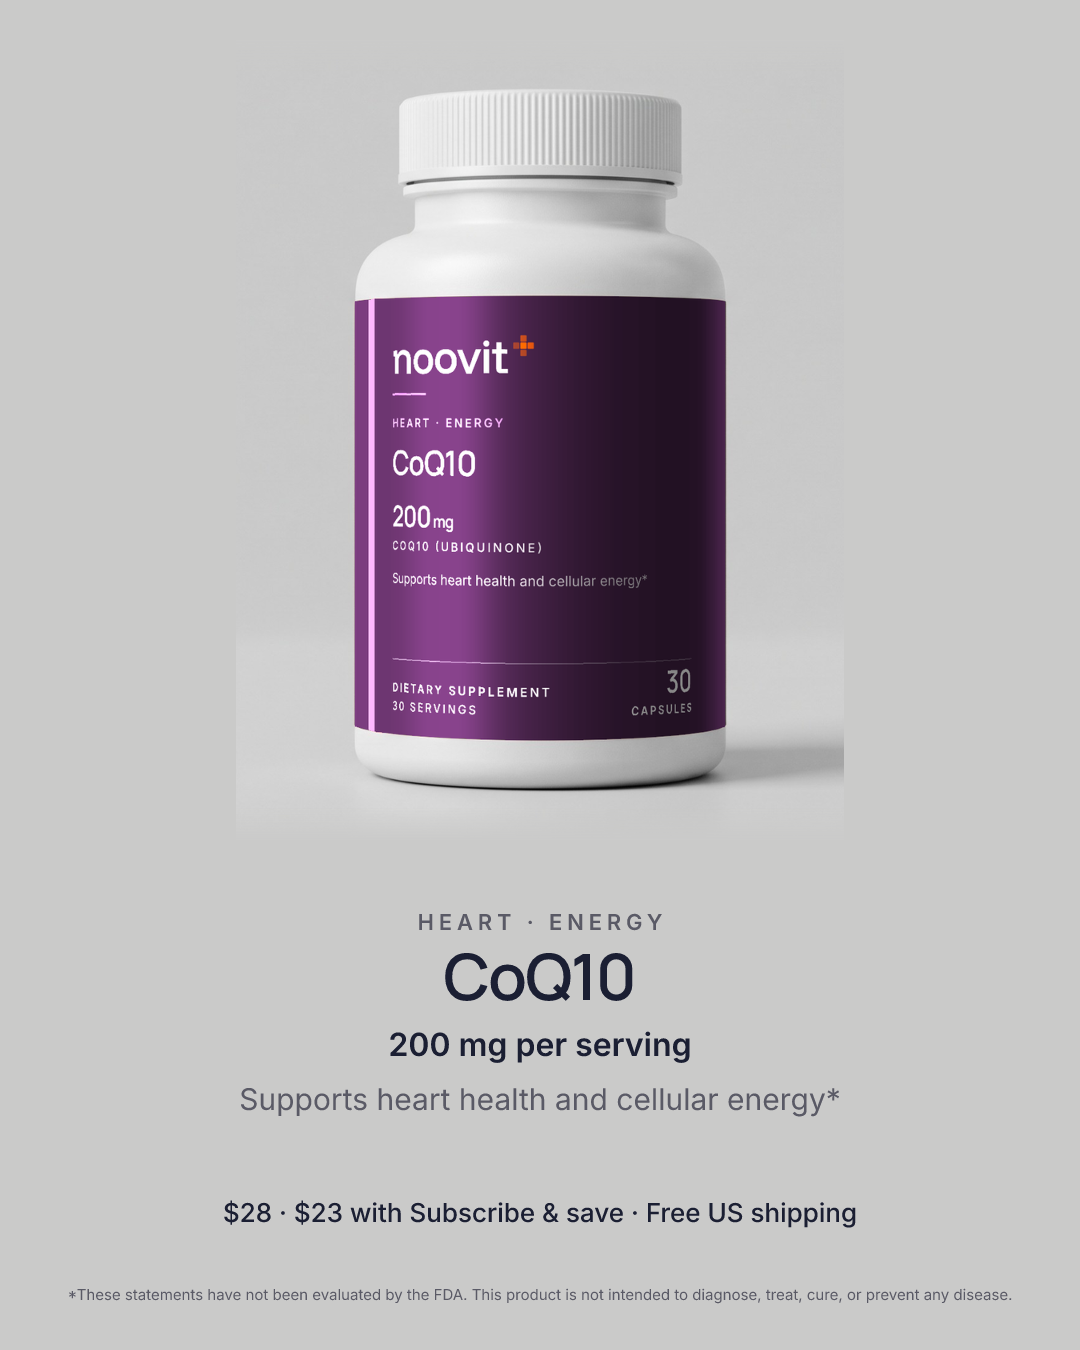 noovit
HEART · ENERGY
CoQ10
200 mg
COQ10 (UBIQUINONE)
Supports heart health and cellular energy*
DIETARY SUPPLEMENT
30 SERVINGS
30
CAPSULES
HEART · ENERGY
CoQ10
200 mg per serving
Supports heart health and cellular energy*
$28 · $23 with Subscribe & save · Free US shipping
*These statements have not been evaluated by the FDA. This product is not intended to diagnose, treat, cure, or prevent any disease.